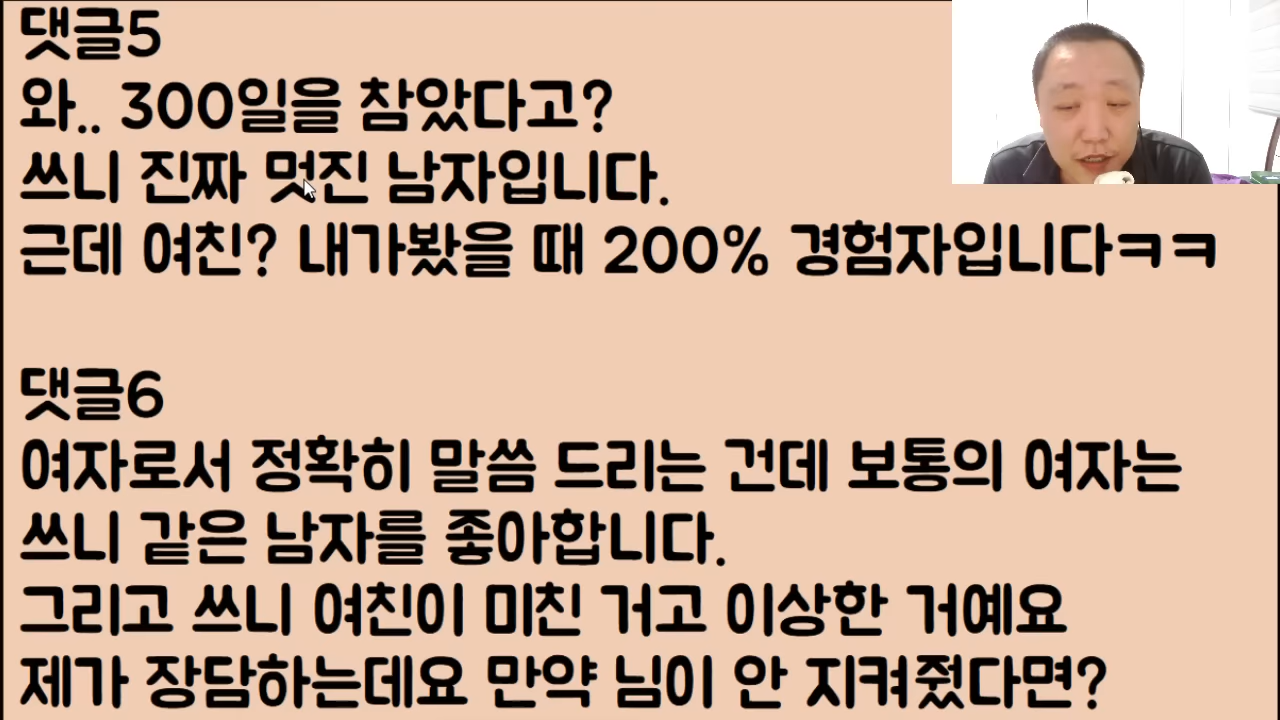 댓글5
와.. 300일을 참았다고?
쓰니 진짜 멋진 남자입니다.
근데 여친? 내가봤을 때 200% 경험자입니다ㅋㅋ
댓글6
여자로서 정확히 말씀 드리는 건데 보통의 여자는
쓰니 같은 남자를 좋아합니다.
그리고 쓰니 여친이 미친 거고 이상한 거예요
제가 장담하는데요 만약 님이 안 지켜줬다면?